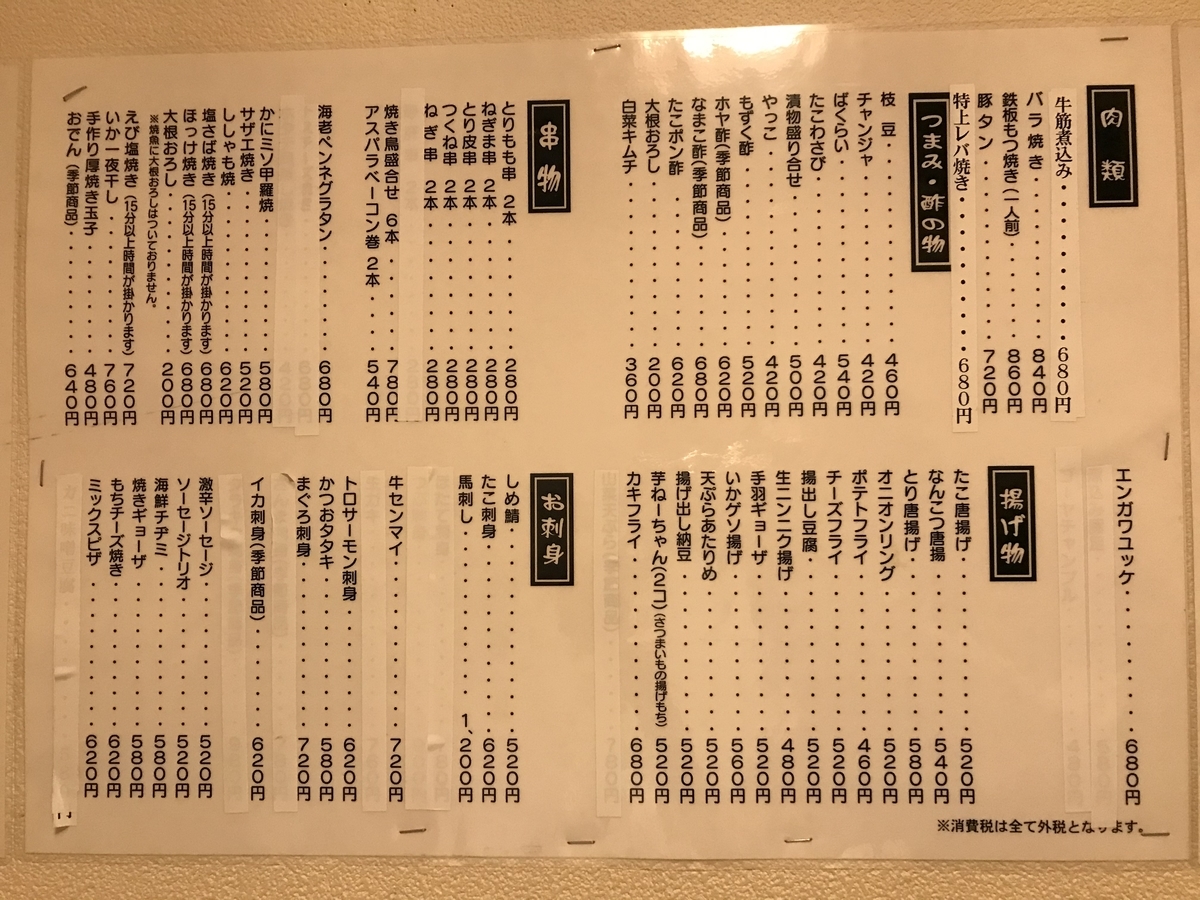 肉類
牛筋煮込み・・・・・・・・・680円
バラ焼き・・・・・・・・840円
鉄板もつ焼き(一人前)・・・・・860円
豚タン・・・・・・・・・720円
特上レバ焼き・・・・・・・680円
つまみ・酢の物
枝豆・・・・・・・・・460円
チャンジャ・・・・・・・・420円
ばくらい・・・・・・・・540円
たこわさび・・・・・・・420円
漬物盛り合せ・・・・・・・500円
やっこ・・・・・・・・・420円
もずく酢・・・・・・・・520円
ホヤ酢(季節商品)・・・・・620円
なまこ酢(季節商品)・・・・680円
たこポン酢・・・・・・・620円
大根おろし・・・・・・・200円
白菜キムチ・・・・・・・360円
串物
とりもも串 2本・・・・・・280円
ねぎま串 2本・・・・・・280円
とり皮串 2本・・・・・・280円
つくね串 2本・・・・・・280円
ねぎ串 2本・・・・・・280円
焼き鳥盛合せ 6本・・・・・780円
アスパラベーコン巻 2本・・・・540円
海老ペンネグラタン・・・・・680円
かにミソ甲羅焼・・・・・・580円
サザエ焼き・・・・・・・520円
ししゃも焼・・・・・・・620円
塩さば焼き(15分以上時間が掛かります)680円
ほっけ焼き(15分以上時間が掛かります)680円
大根おろし・・・・・・・200円
※焼魚に大根おろしはついておりません。
えび塩焼き(15分以上時間が掛かります)720円
いか一夜干し・・・・・・・760円
手作り厚焼き玉子・・・・・・480円
おでん(季節商品)・・・・・・640円
エンガワユッケ・・・・・・・680円
揚げ物
たこ唐揚げ・・・・・・・・520円
なんこつ唐揚・・・・・・・540円
とり唐揚げ・・・・・・・・580円
オニオンリング・・・・・・520円
ポテトフライ・・・・・・・460円
チーズフライ・・・・・・・520円
揚出し豆腐・・・・・・・520円
生ニンニク揚げ・・・・・・480円
手羽ギョーザ・・・・・・・520円
いかゲソ揚げ・・・・・・・560円
天ぷらあたりめ・・・・・・520円
揚げ出し納豆・・・・・・・520円
芋ねーちゃん(2コ)(さつまいもの揚げもち)520円
カキフライ・・・・・・・・680円
お刺身
しめ鯖・・・・・・・・・520円
たこ刺身・・・・・・・・620円
馬刺し・・・・・・・・1,200円
牛センマイ・・・・・・・720円
トロサーモン刺身・・・・・620円
かつおタタキ・・・・・・・580円
まぐろ刺身・・・・・・・720円
イカ刺身(季節商品)・・・・・620円
激辛ソーセージ・・・・・・520円
ソーセージトリオ・・・・・・520円
海鮮チヂミ・・・・・・・580円
焼きギョーザ・・・・・・・580円
もちチーズ焼き・・・・・・620円
ミックスピザ・・・・・・・620円
※消費税は全て外税となります。